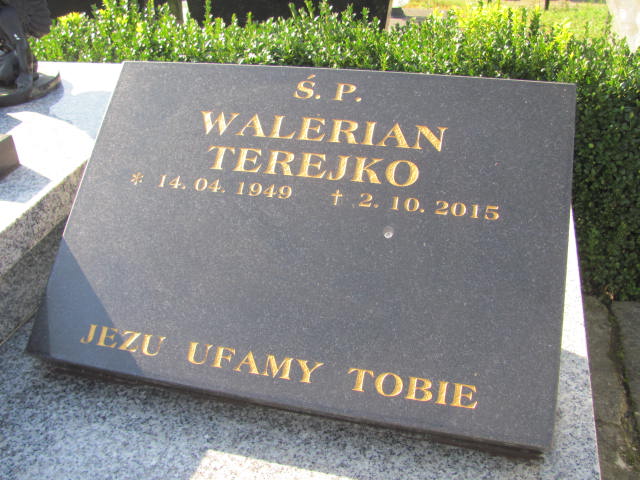 Ś. P.
WALERIAN
TEREJKO
* 14. 04. 1949 † 2. 10. 2015
JEZU UFAMY TOBIE